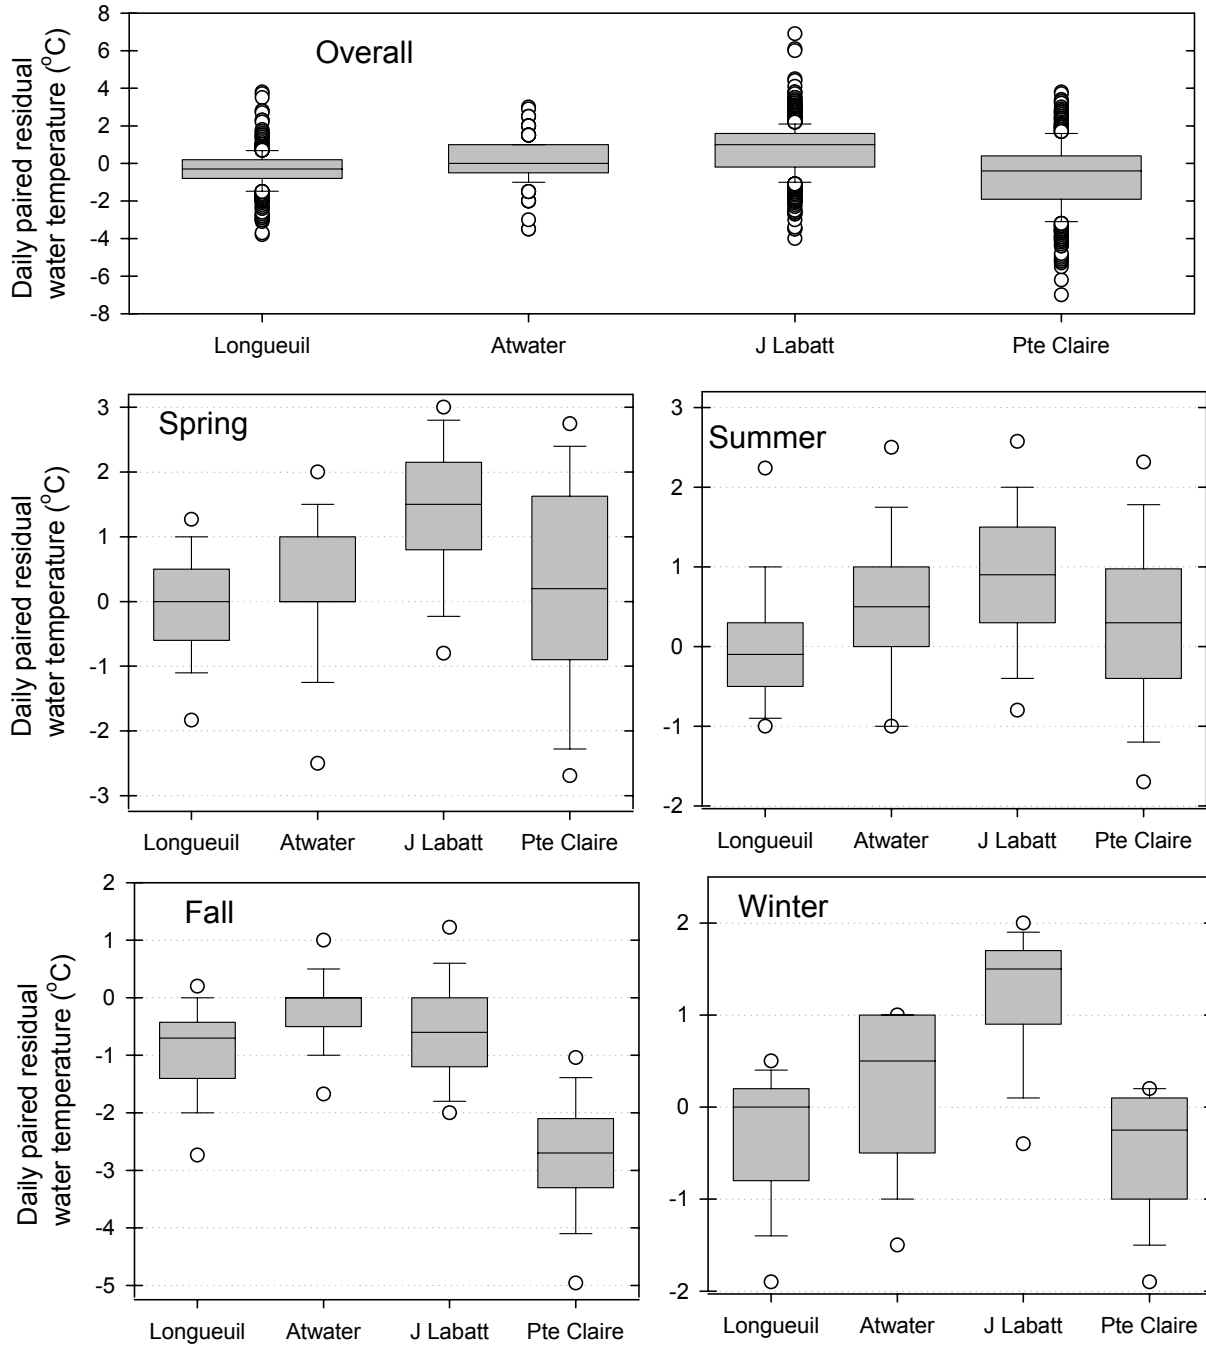 Daily paired residual
water temperature (°C)
8
6
4
2
0
-2
-4
-6
-8
Overall
Longueuil Atwater J Labatt Pte Claire
Daily paired residual
water temperature (°C)
3
2
1
0
-1
-2
-3
Spring
Longueuil Atwater J Labatt Pte Claire
3
2
1
0
-1
-2
Summer
Longueuil Atwater J Labatt Pte Claire
Daily paired residual
water temperature (°C)
2
1
0
-1
-2
-3
-4
-5
Fall
Longueuil Atwater J Labatt Pte Claire
2
1
0
-1
-2
Winter
Longueuil Atwater J Labatt Pte Claire